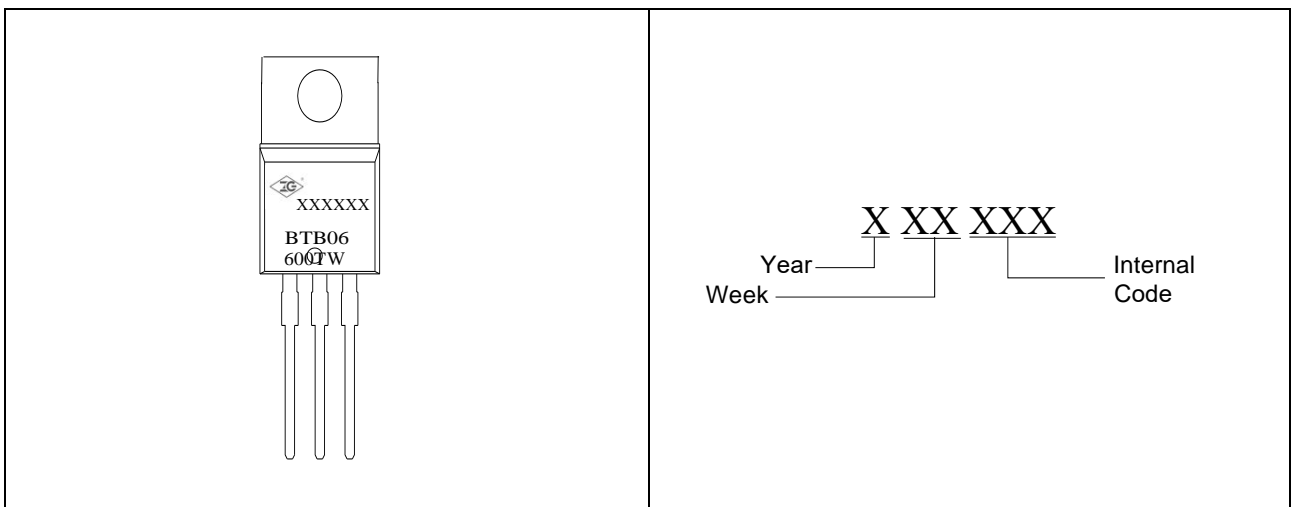 XXXXXX
BTB06
600TW
X XX XXX
Year
Week
Internal
Code